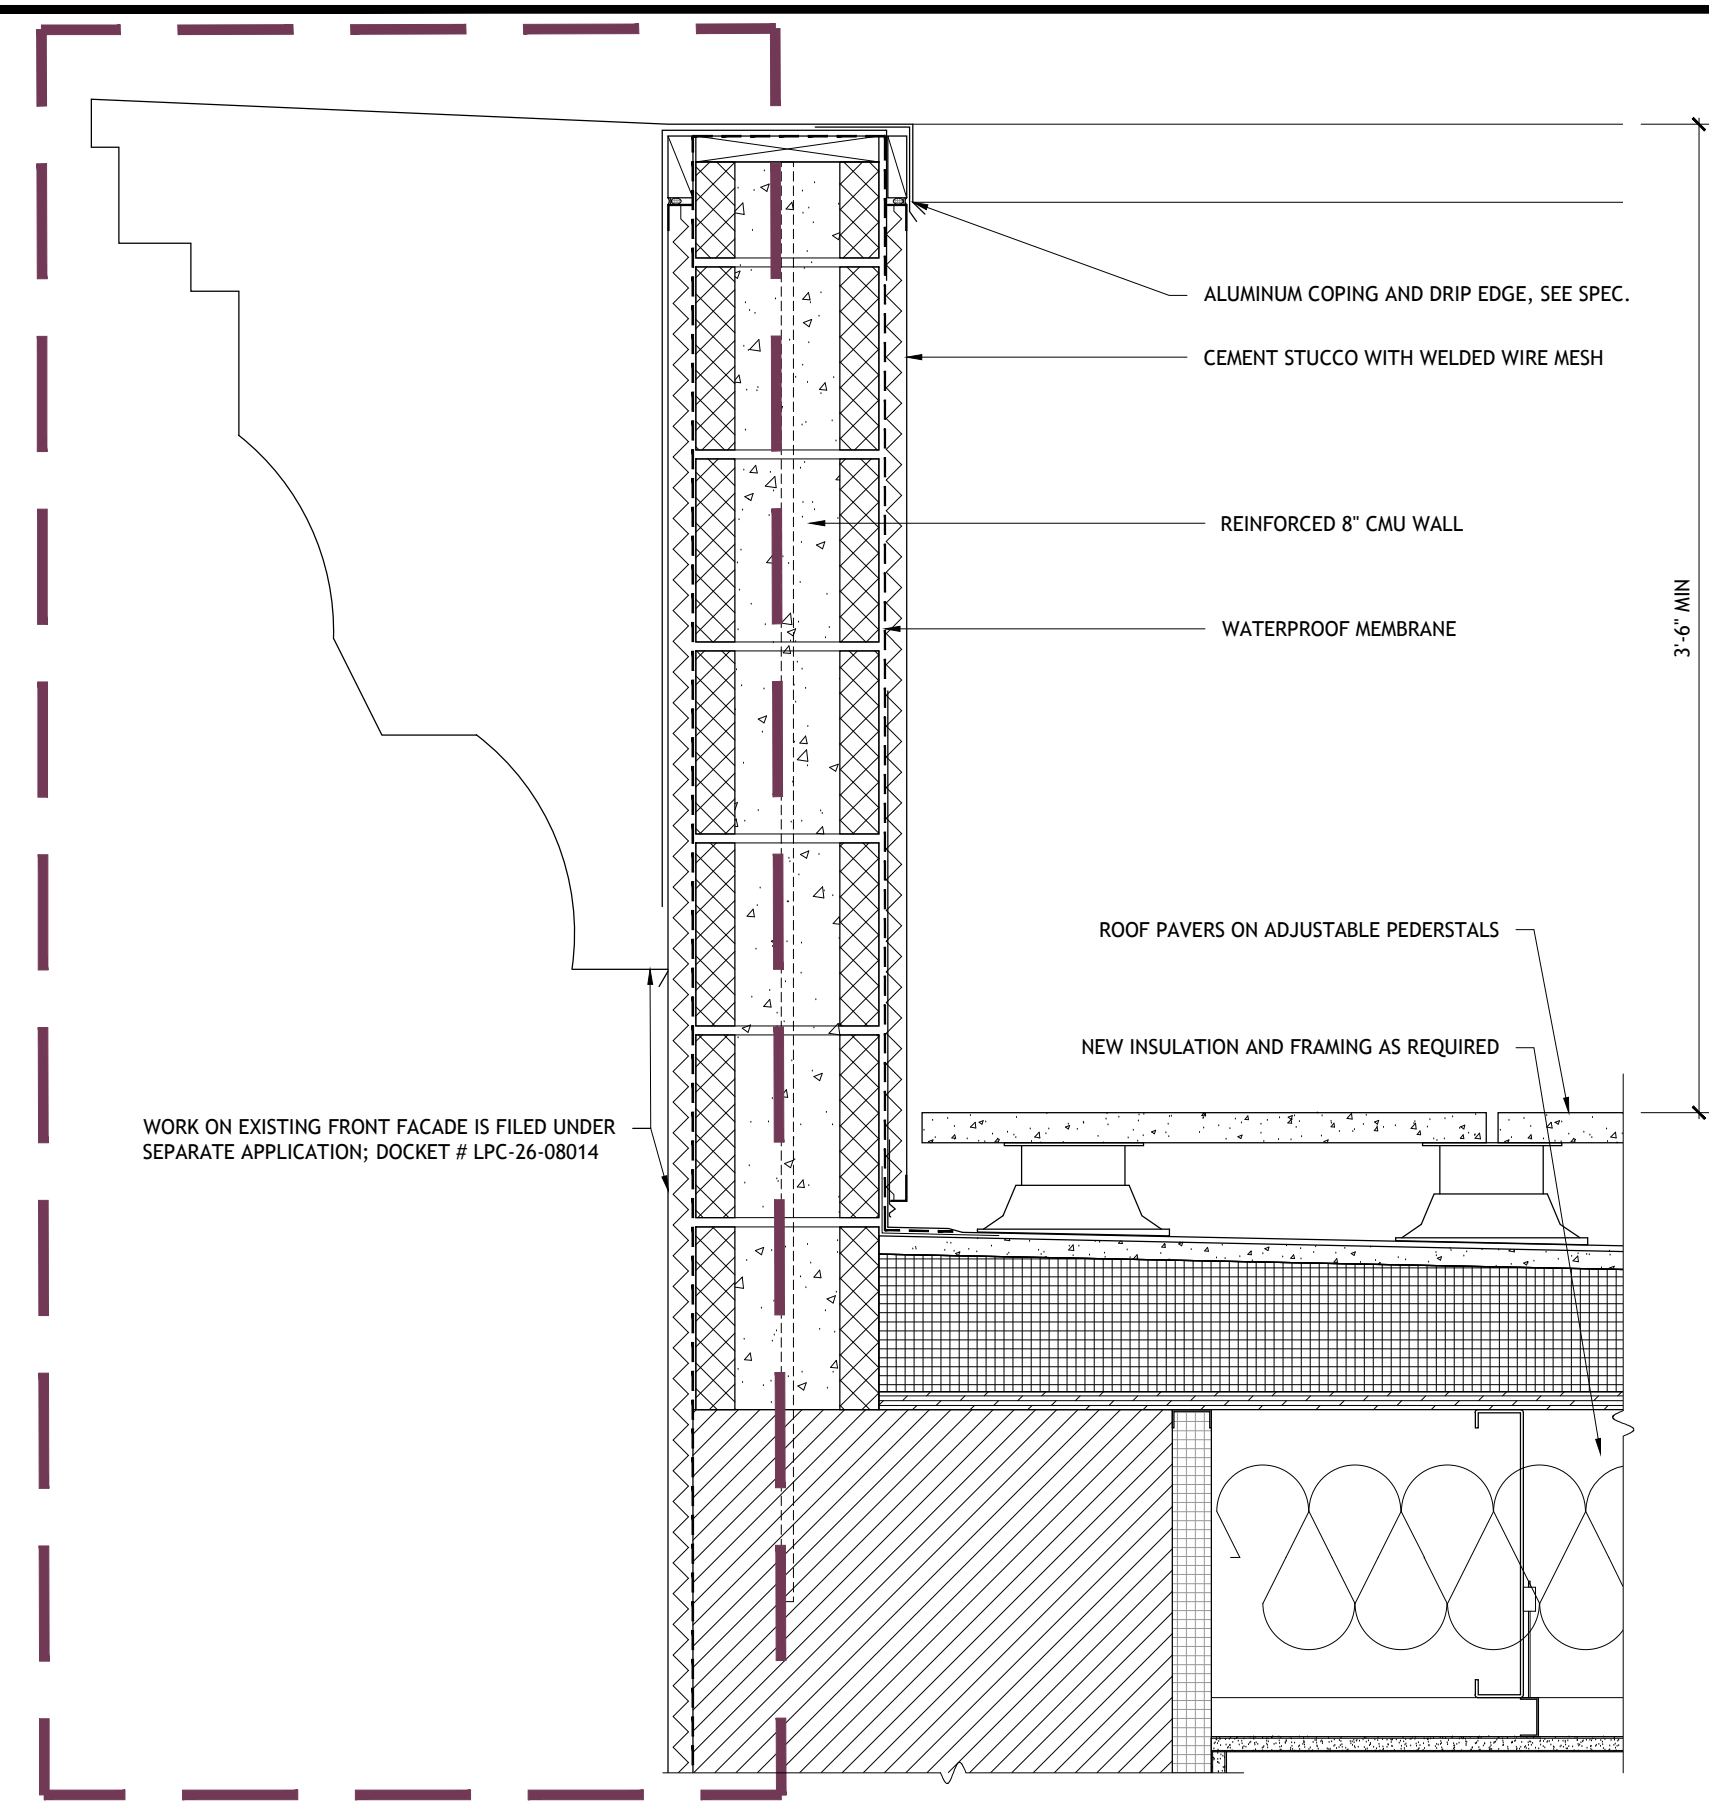 ALUMINUM COPING AND DRIP EDGE, SEE SPEC.
CEMENT STUCCO WITH WELDED WIRE MESH
REINFORCED 8" CMU WALL
WATERPROOF MEMBRANE
3'-6" MIN
ROOF PAVERS ON ADJUSTABLE PEDERSTALS
NEW INSULATION AND FRAMING AS REQUIRED
WORK ON EXISTING FRONT FACADE IS FILED UNDER
SEPARATE APPLICATION; DOCKET # LPC-26-08014